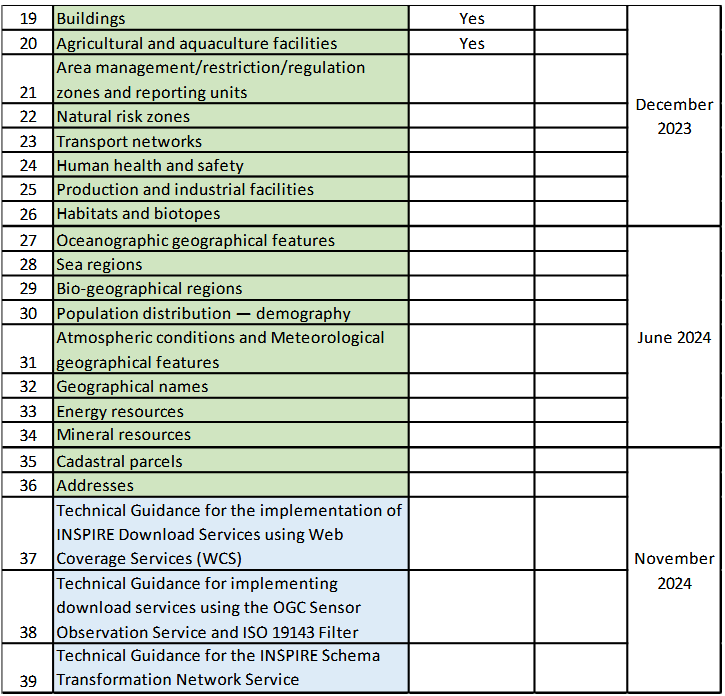 19 Buildings Yes
20 Agricultural and aquaculture facilities Yes
Area management/restriction/regulation
21 zones and reporting units
22 Natural risk zones
23 Transport networks
24 Human health and safety
25 Production and industrial facilities
26 Habitats and biotopes
December
2023
27 Oceanographic geographical features
28 Sea regions
29 Bio-geographical regions
30 Population distribution — demography
Atmospheric conditions and Meteorological
31 geographical features
32 Geographical names
33 Energy resources
34 Mineral resources
June 2024
35 Cadastral parcels
36 Addresses
Technical Guidance for the implementation of
INSPIRE Download Services using Web
37 Coverage Services (WCS)
Technical Guidance for implementing
download services using the OGC Sensor
38 Observation Service and ISO 19143 Filter
Technical Guidance for the INSPIRE Schema
39 Transformation Network Service
November
2024